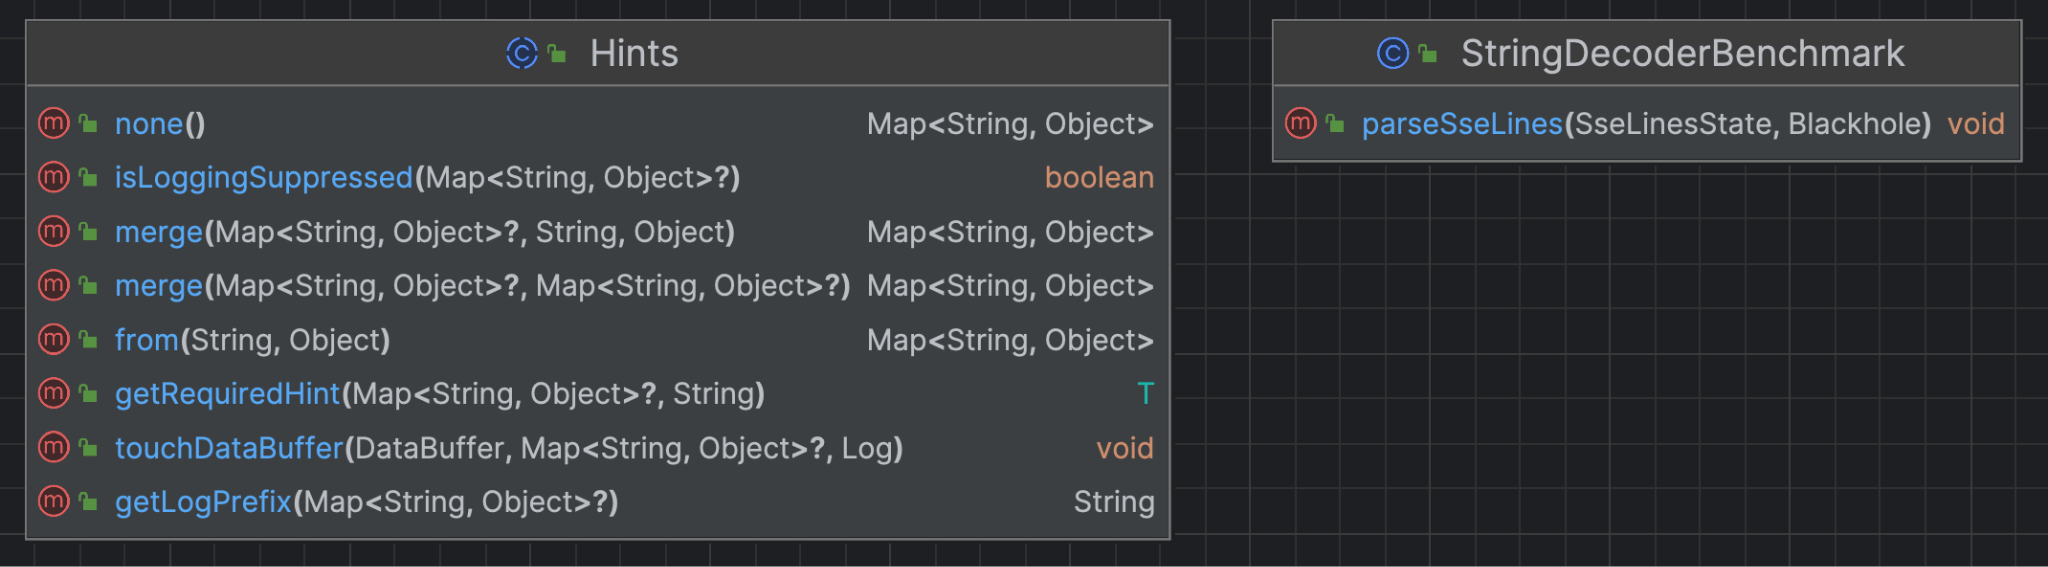 Hints
none() Map<String, Object>
isLoggingSuppressed(Map<String, Object>?) boolean
merge(Map<String, Object>?, String, Object) Map<String, Object>
merge(Map<String, Object>?, Map<String, Object>?) Map<String, Object>
from(String, Object) Map<String, Object>
getRequiredHint(Map<String, Object>?, String) T
touchDataBuffer(DataBuffer, Map<String, Object>?, Log) void
getLogPrefix(Map<String, Object>?) String
StringDecoderBenchmark
parseSseLines(SseLinesState, Blackhole) void